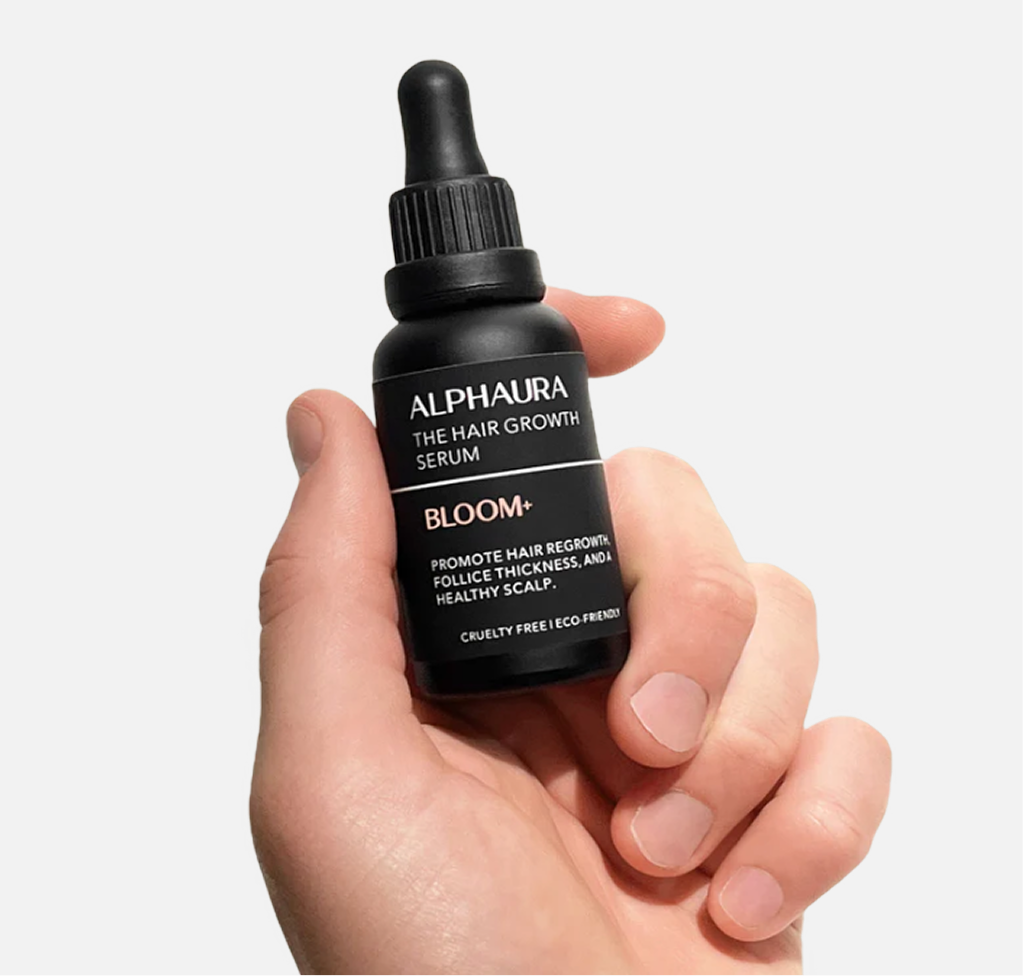 ALPHAURA
THE HAIR GROWTH
SERUM
BLOOM+
PROMOTE HAIR REGROWTH,
FOLLICE THICKNESS, AND A
HEALTHY SCALP.
CRUELTY FREE | ECO-FRIENDLY